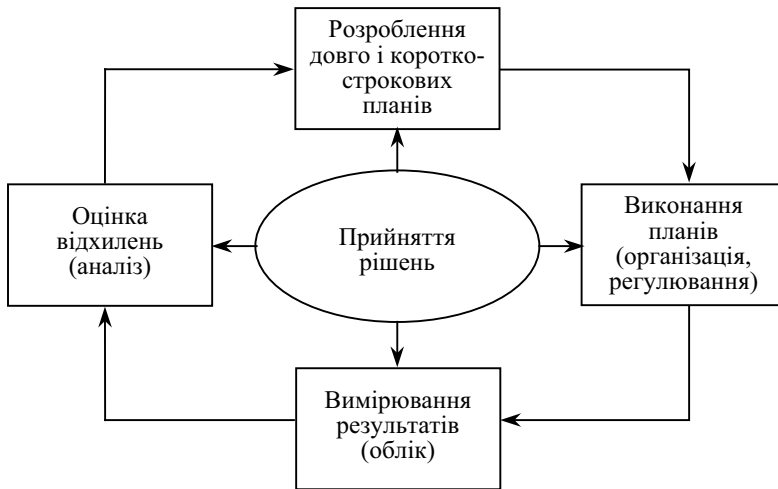 Розроблення
довго і коротко-
строкових
планів
Оцінка
відхилень
(аналіз)
Прийняття
рішень
Виконання
планів
(організація,
регулювання)
Вимірювання
результатів
(облік)